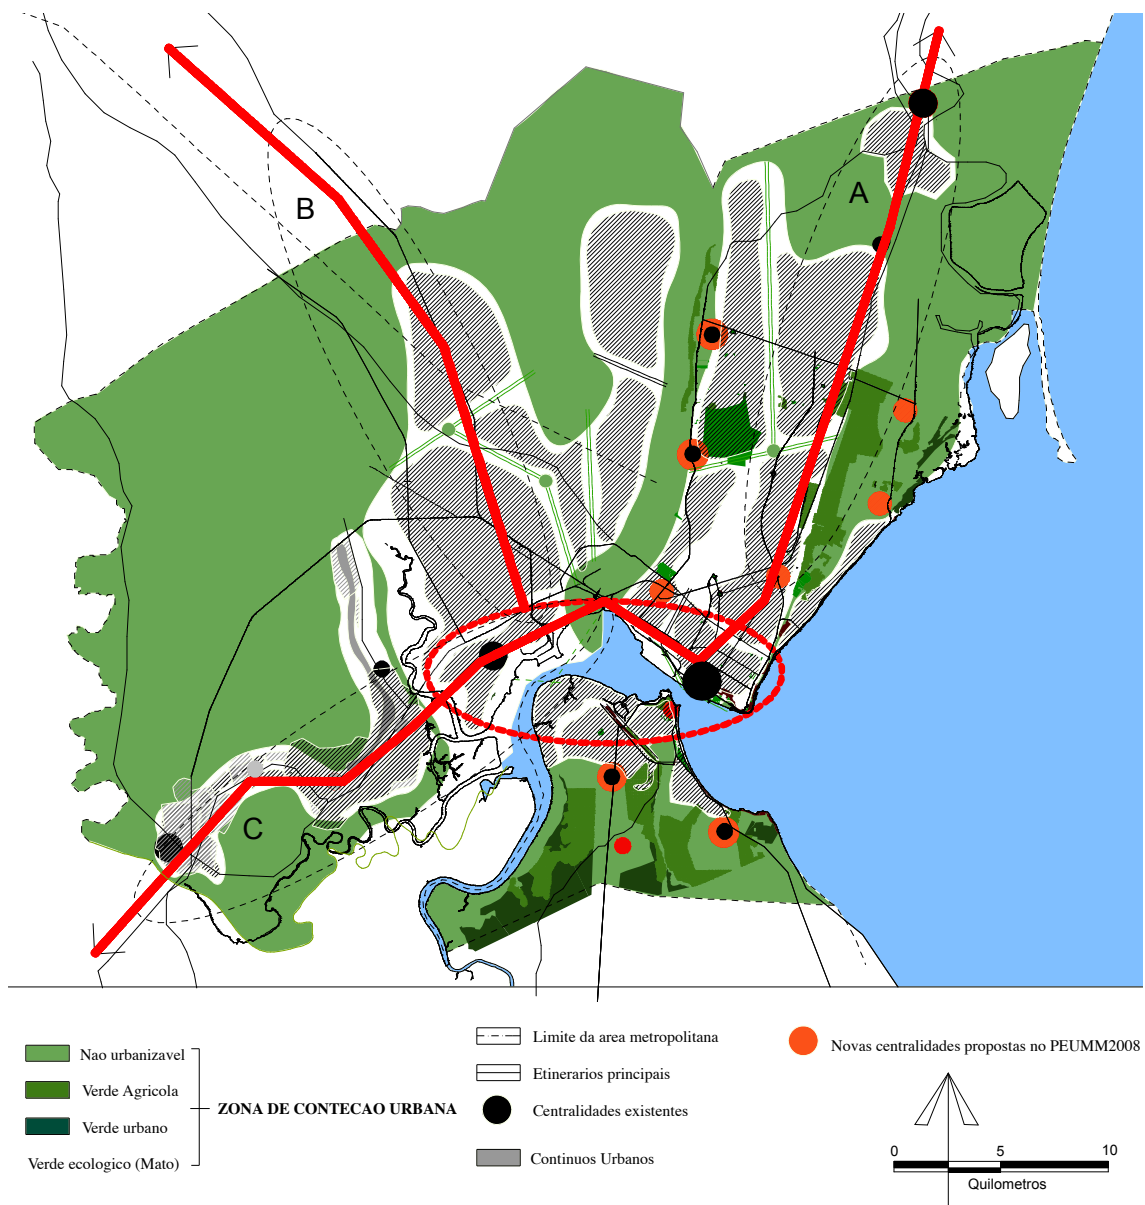 B
A
C
Nao urbanizavel
Verde Agricola
Verde urbano
Verde ecologico (Mato)
ZONA DE CONTECAO URBANA
Limite da area metropolitana
Etinerarios principais
Centralidades existentes
Continuos Urbanos
Novas centralidades propostas no PEUMM2008
0 5 10
Quilometros